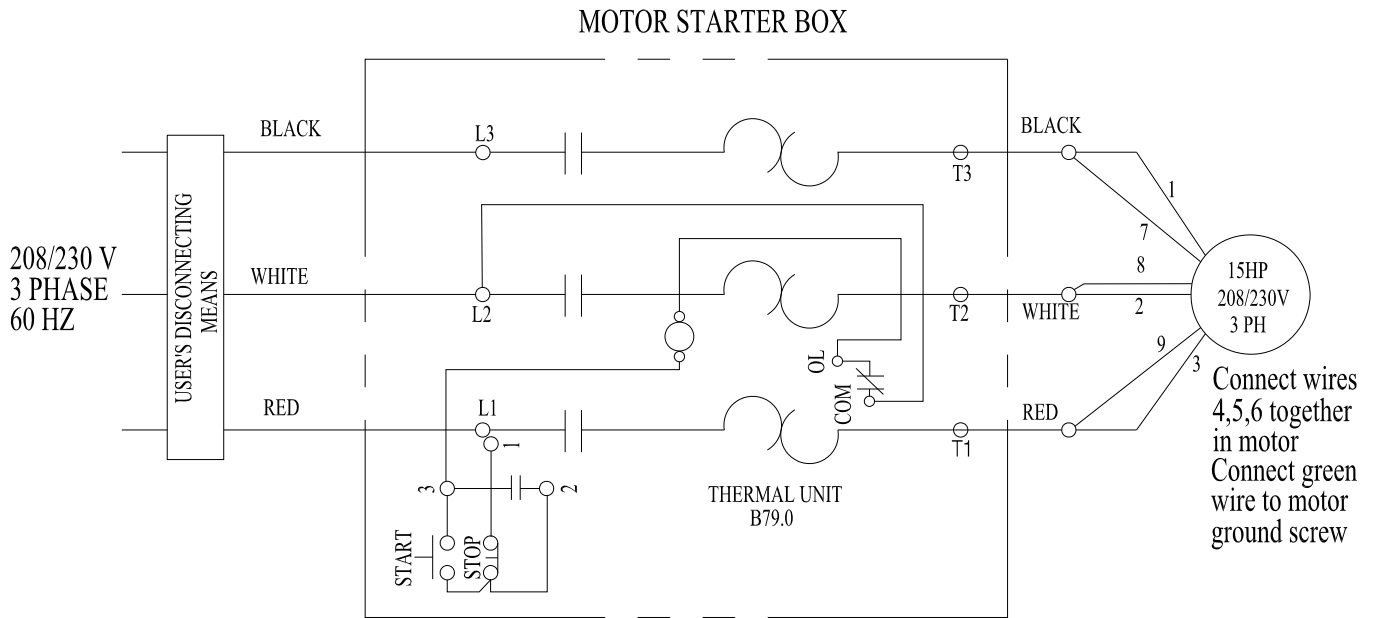 MOTOR STARTER BOX
BLACK
L3
T3
BLACK
1
7
208/230 V
3 PHASE
60 HZ
USER'S DISCONNECTING
MEANS
WHITE
L2
T2
WHITE
8
2
15HP
208/230V
3 PH
9
3
OL
COM
RED
L1
1
T1
RED
3
2
START
STOP
THERMAL UNIT
B79.0
Connect wires
4,5,6 together
in motor
Connect green
wire to motor
ground screw